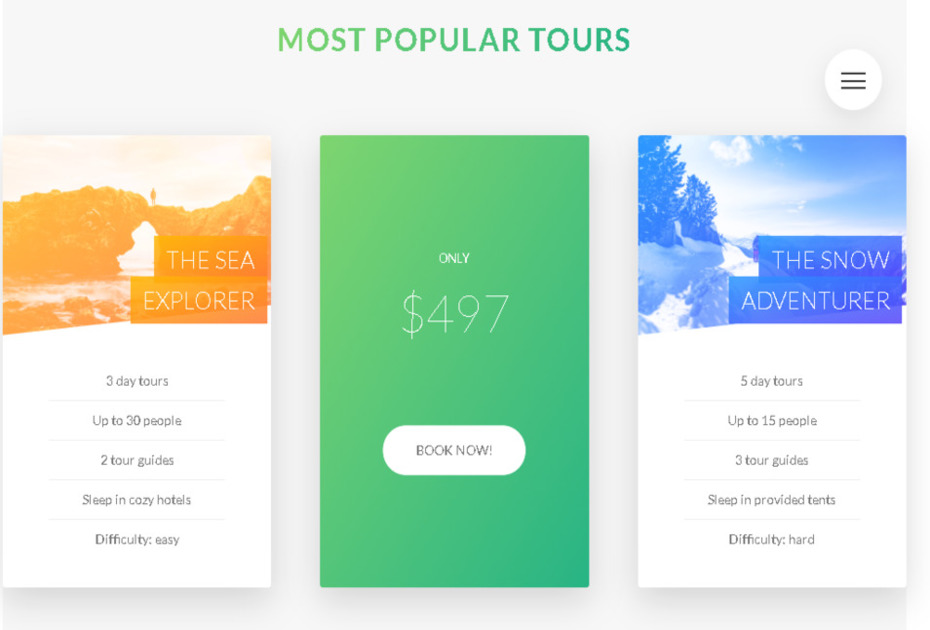 MOST POPULAR TOURS
THE SEA
EXPLORER
3 day tours
Up to 30 people
2 tour guides
Sleep in cozy hotels
Difficulty: easy
ONLY
$497
BOOK NOW!
THE SNOW
ADVENTURER
5 day tours
Up to 15 people
3 tour guides
Sleep in provided tents
Difficulty: hard